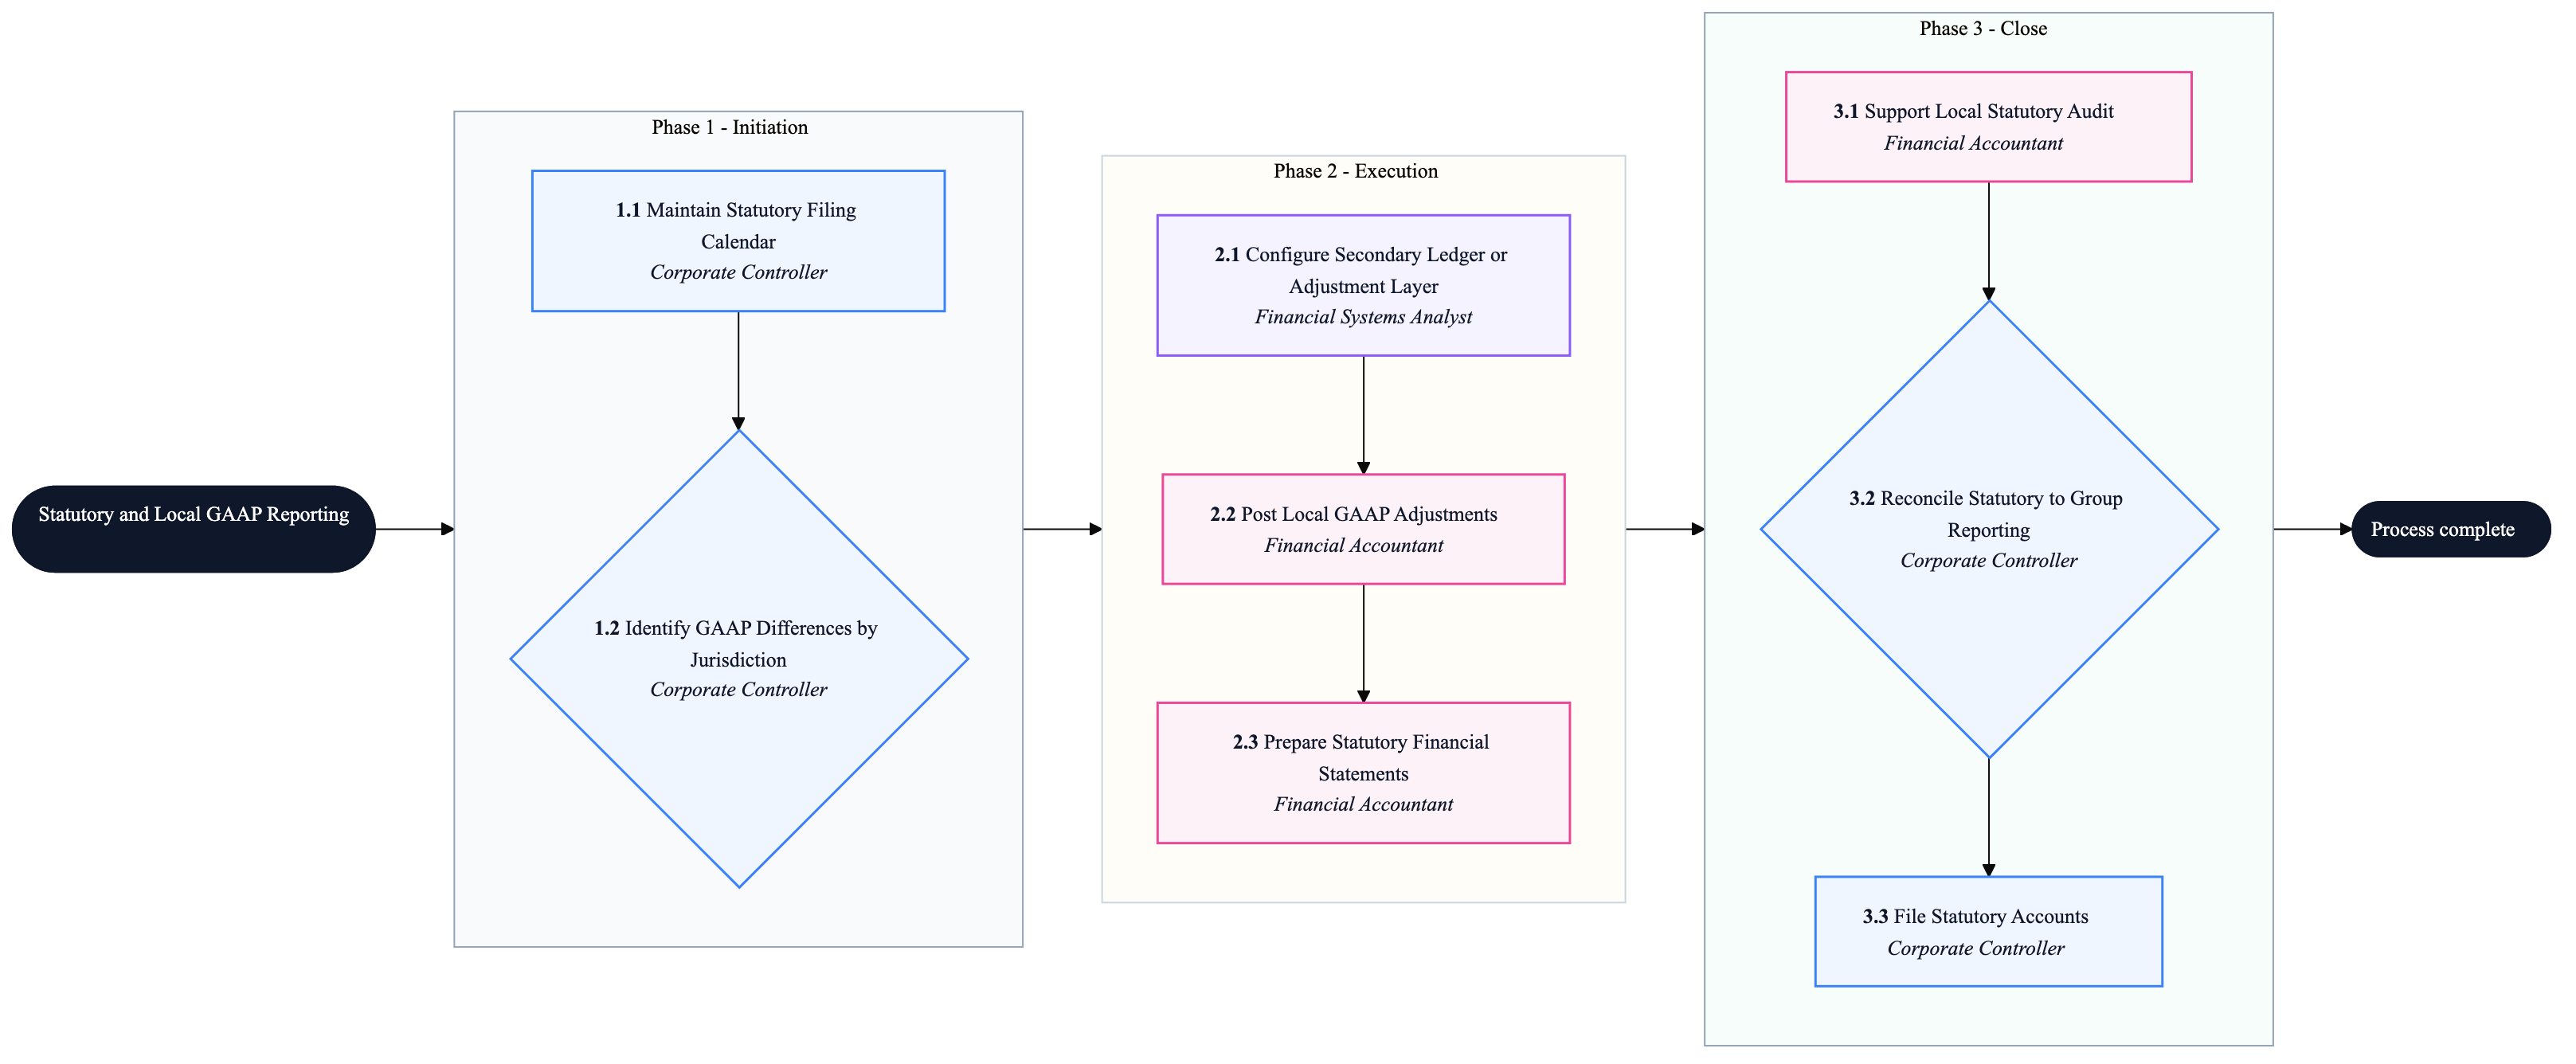 Statutory and Local GAAP Reporting
Phase 1 - Initiation
1.1 Maintain Statutory Filing
Calendar
Corporate Controller
1.2 Identify GAAP Differences by
Jurisdiction
Corporate Controller
Phase 2 - Execution
2.1 Configure Secondary Ledger or
Adjustment Layer
Financial Systems Analyst
2.2 Post Local GAAP Adjustments
Financial Accountant
2.3 Prepare Statutory Financial
Statements
Financial Accountant
Phase 3 - Close
3.1 Support Local Statutory Audit
Financial Accountant
3.2 Reconcile Statutory to Group
Reporting
Corporate Controller
3.3 File Statutory Accounts
Corporate Controller
Process complete